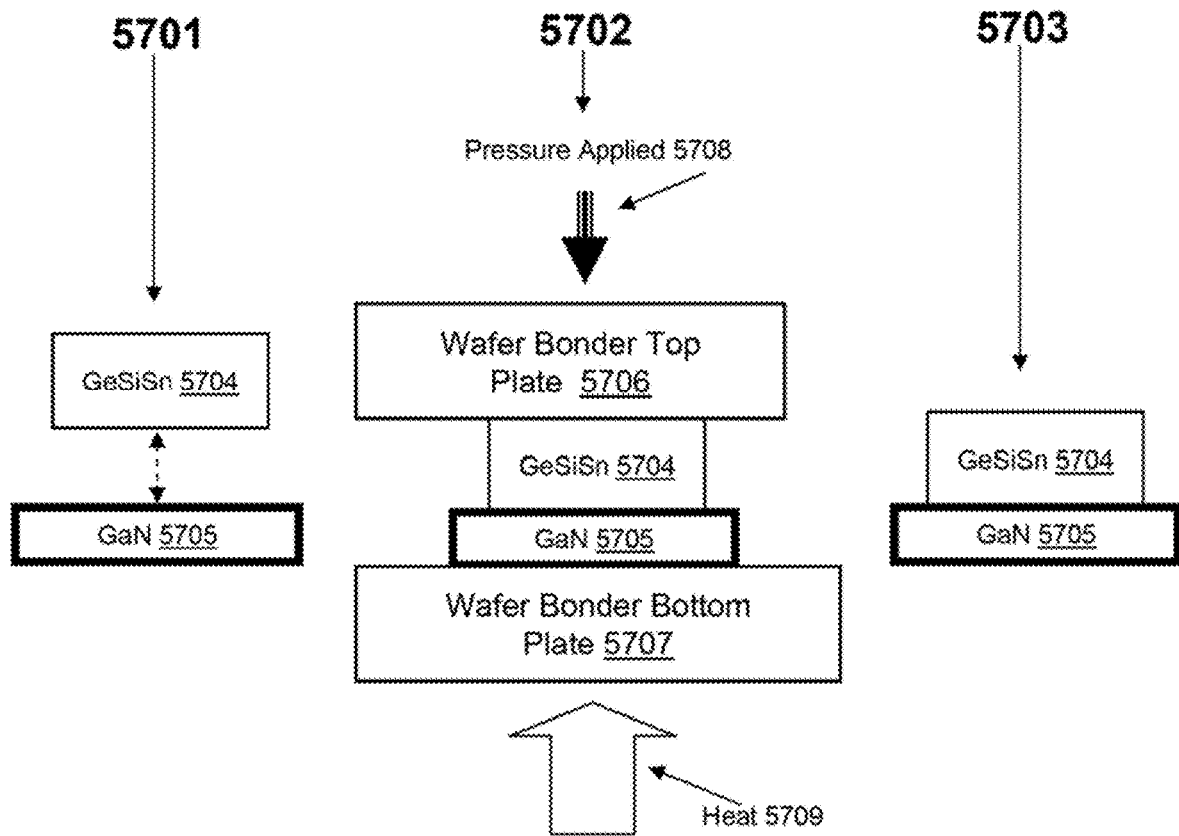 5701
5702
5703
Pressure Applied 5708
Wafer Bonder Top
Plate 5706
GeSiSn 5704
GeSiSn 5704
GeSiSn 5704
GaN 5705
GaN 5705
GaN 5705
Wafer Bonder Bottom
Plate 5707
Heat 5709